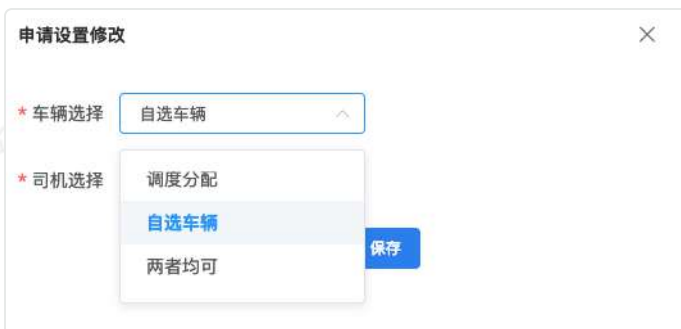 申请设置修改
* 车辆选择 自选车辆
* 司机选择 调度分配
自选车辆
两者均可
保存